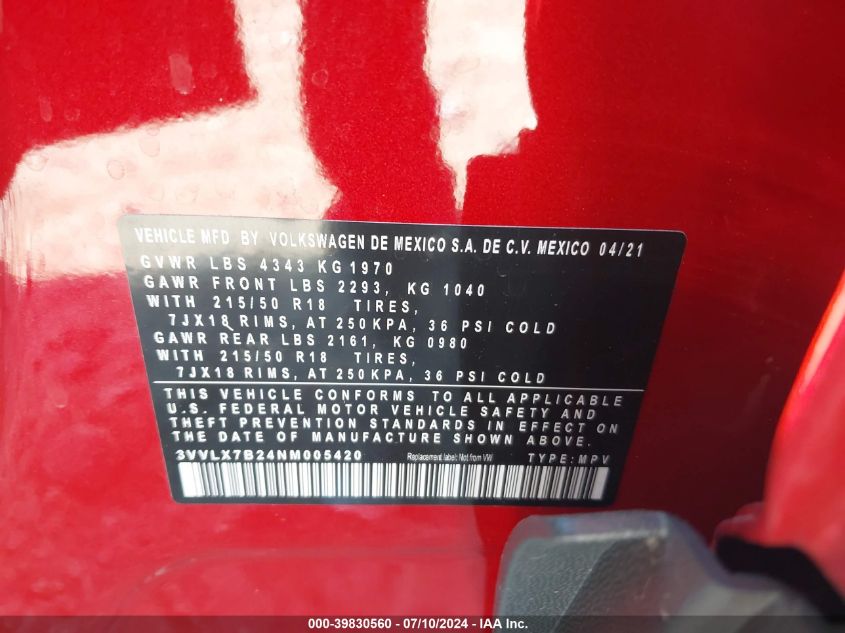 VEHICLE MFD BY VOLKSWAGEN DE MEXICO S.A. DE C.V. MEXICO 04/21
GVWR LBS 4343 KG 1970
GAWR FRONT LBS 2293, KG 1040
WITH 215/50 R18 TIRES,
7JX18 RIMS, AT 250 KPA, 36 PSI COLD
GAWR REAR LBS 2161, KG 0980
WITH 215/50 R18 TIRES,
7JX18 RIMS, AT 250 KPA, 36 PSI COLD
THIS VEHICLE CONFORMS TO ALL APPLICABLE
U.S. FEDERAL MOTOR VEHICLE SAFETY AND
THEFT PREVENTION STANDARDS IN EFFECT ON
THE DATE OF MANUFACTURE SHOWN ABOVE.
3VVLX7B24NM005420 Replacement label: Not from VW TYPE: MPV
000-39830560 - 07/10/2024 - IAA Inc.